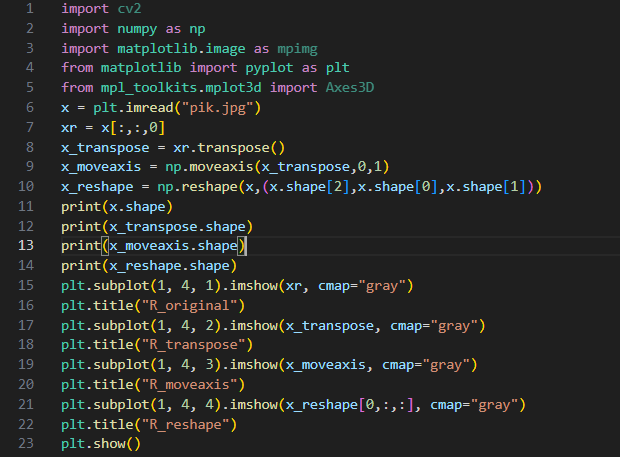 1 import cv2
2 import numpy as np
3 import matplotlib.image as mpimg
4 from matplotlib import pyplot as plt
5 from mpl_toolkits.mplot3d import Axes3D
6 x = plt.imread("pik.jpg")
7 xr = x[:,:,0]
8 x_transpose = xr.transpose()
9 x_moveaxis = np.moveaxis(x_transpose,0,1)
10 x_reshape = np.reshape(x,(x.shape[2],x.shape[0],x.shape[1]))
11 print(x.shape)
12 print(x_transpose.shape)
13 print(x_moveaxis.shape)
14 print(x_reshape.shape)
15 plt.subplot(1, 4, 1).imshow(xr, cmap="gray")
16 plt.title("R_original")
17 plt.subplot(1, 4, 2).imshow(x_transpose, cmap="gray")
18 plt.title("R_transpose")
19 plt.subplot(1, 4, 3).imshow(x_moveaxis, cmap="gray")
20 plt.title("R_moveaxis")
21 plt.subplot(1, 4, 4).imshow(x_reshape[0,:,:], cmap="gray")
22 plt.title("R_reshape")
23 plt.show()